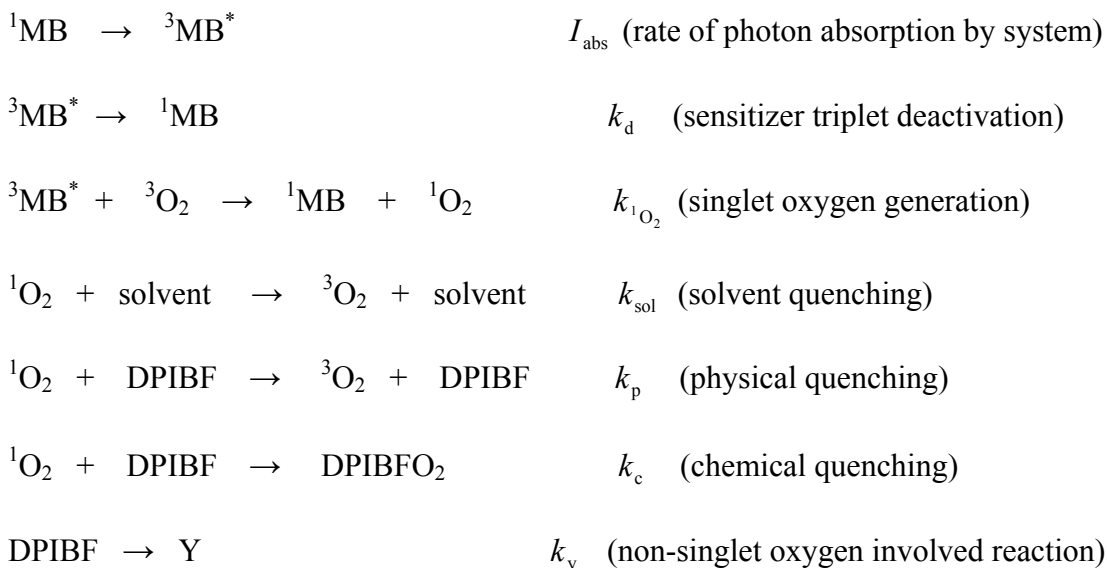 ¹MB → ³MB* I_abs (rate of photon absorption by system)
³MB* → ¹MB k_d (sensitizer triplet deactivation)
³MB* + ³O₂ → ¹MB + ¹O₂ k_¹O₂ (singlet oxygen generation)
¹O₂ + solvent → ³O₂ + solvent k_sol (solvent quenching)
¹O₂ + DPIBF → ³O₂ + DPIBF k_p (physical quenching)
¹O₂ + DPIBF → DPIBFO₂ k_c (chemical quenching)
DPIBF → Y k_y (non-singlet oxygen involved reaction)